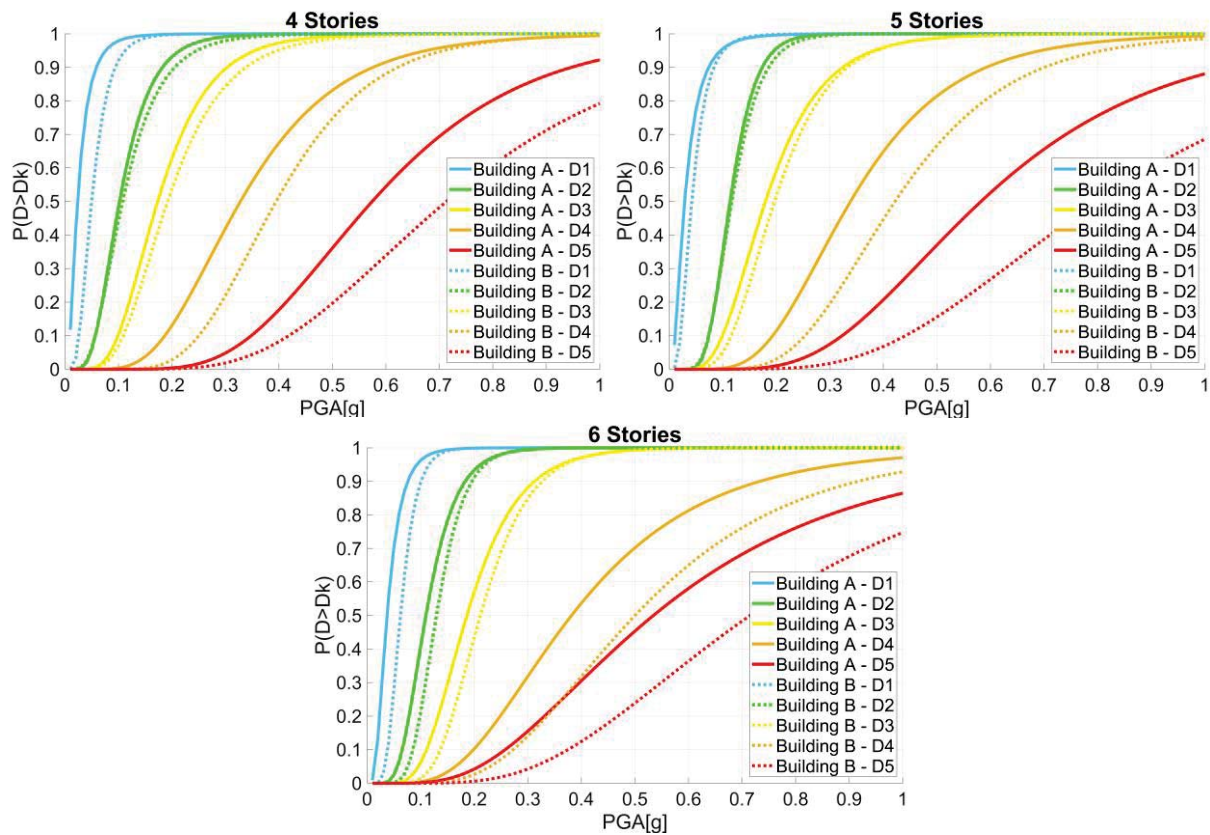 4 Stories
1
0.9
0.8
0.7
0.6
0.5
0.4
0.3
0.2
0.1
0
P(D>Dk)
Building A - D1
Building A - D2
Building A - D3
Building A - D4
Building A - D5
Building B - D1
Building B - D2
Building B - D3
Building B - D4
Building B - D5
0 0.1 0.2 0.3 0.4 0.5 0.6 0.7 0.8 0.9 1
PGA[g]
5 Stories
1
0.9
0.8
0.7
0.6
0.5
0.4
0.3
0.2
0.1
0
P(D>Dk)
Building A - D1
Building A - D2
Building A - D3
Building A - D4
Building A - D5
Building B - D1
Building B - D2
Building B - D3
Building B - D4
Building B - D5
0 0.1 0.2 0.3 0.4 0.5 0.6 0.7 0.8 0.9 1
PGA[g]
6 Stories
1
0.9
0.8
0.7
0.6
0.5
0.4
0.3
0.2
0.1
0
P(D>Dk)
Building A - D1
Building A - D2
Building A - D3
Building A - D4
Building A - D5
Building B - D1
Building B - D2
Building B - D3
Building B - D4
Building B - D5
0 0.1 0.2 0.3 0.4 0.5 0.6 0.7 0.8 0.9 1
PGA[g]